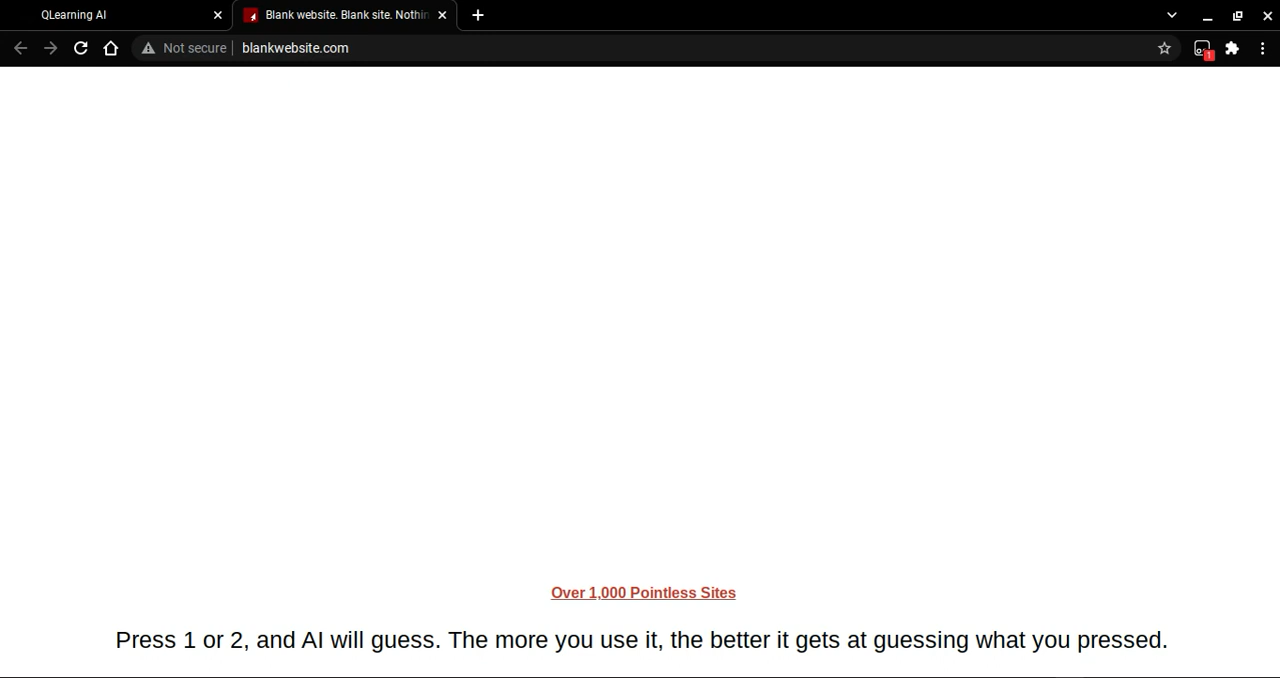 QLearning AI
Blank website. Blank site. Nothin
Not secure
blankwebsite.com
1
Over 1,000 Pointless Sites
Press 1 or 2, and AI will guess. The more you use it, the better it gets at guessing what you pressed.